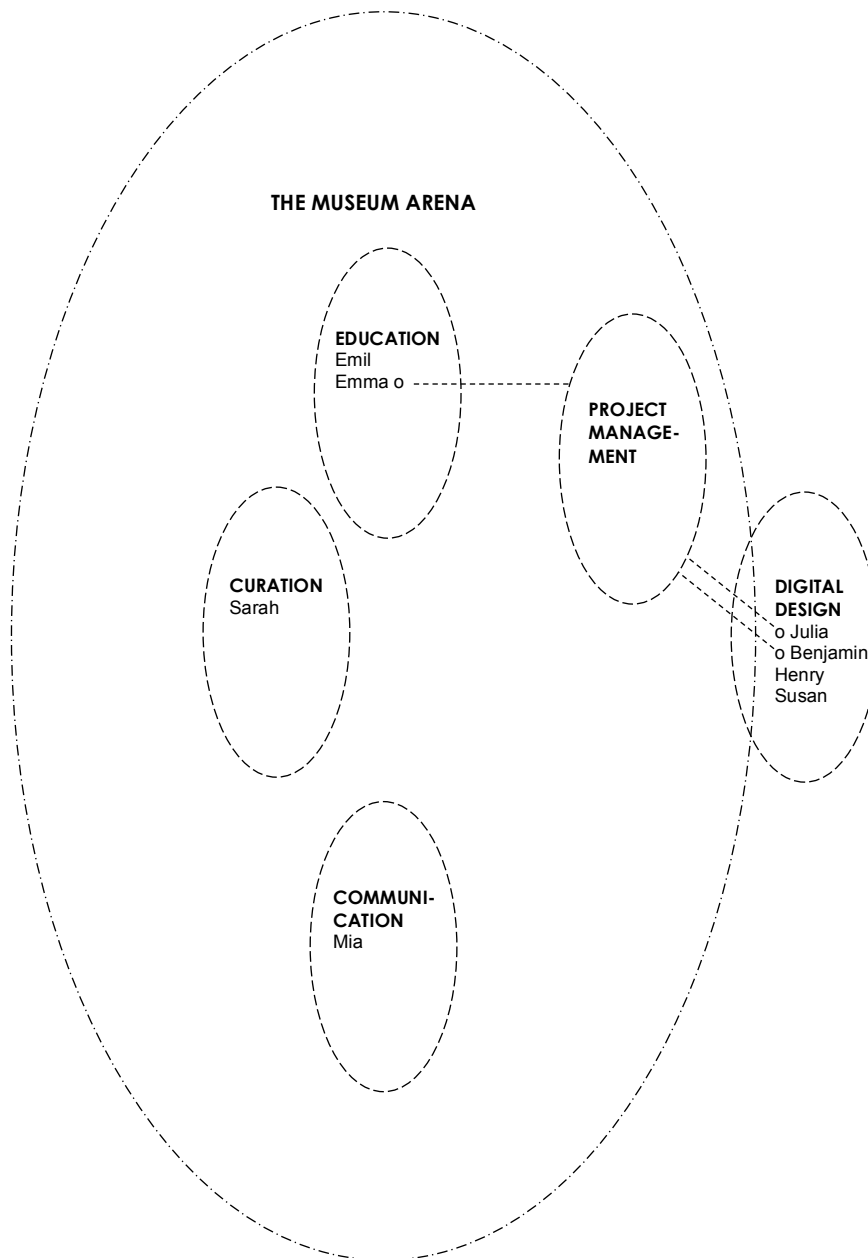 THE MUSEUM ARENA
EDUCATION
Emil
Emma o
PROJECT
MANAGE-
MENT
CURATION
Sarah
DIGITAL
DESIGN
o Julia
o Benjamin
Henry
Susan
COMMUNI-
CATION
Mia